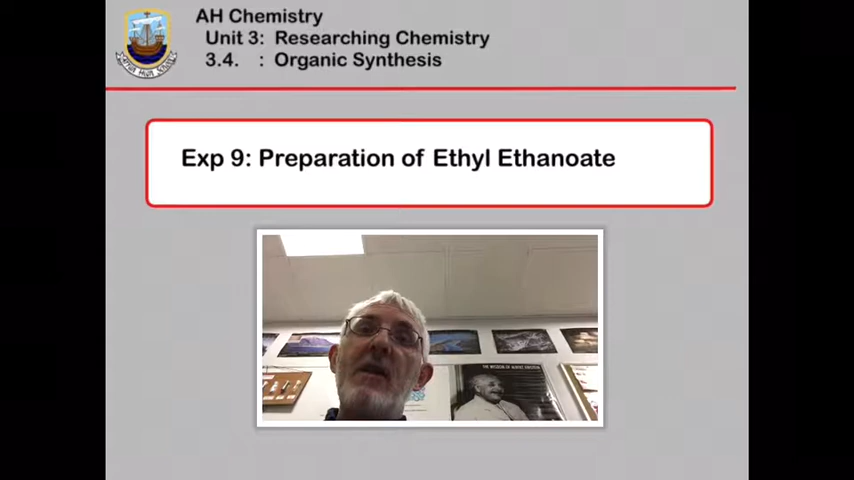 AH Chemistry
Unit 3: Researching Chemistry
3.4. : Organic Synthesis
Exp 9: Preparation of Ethyl Ethanoate